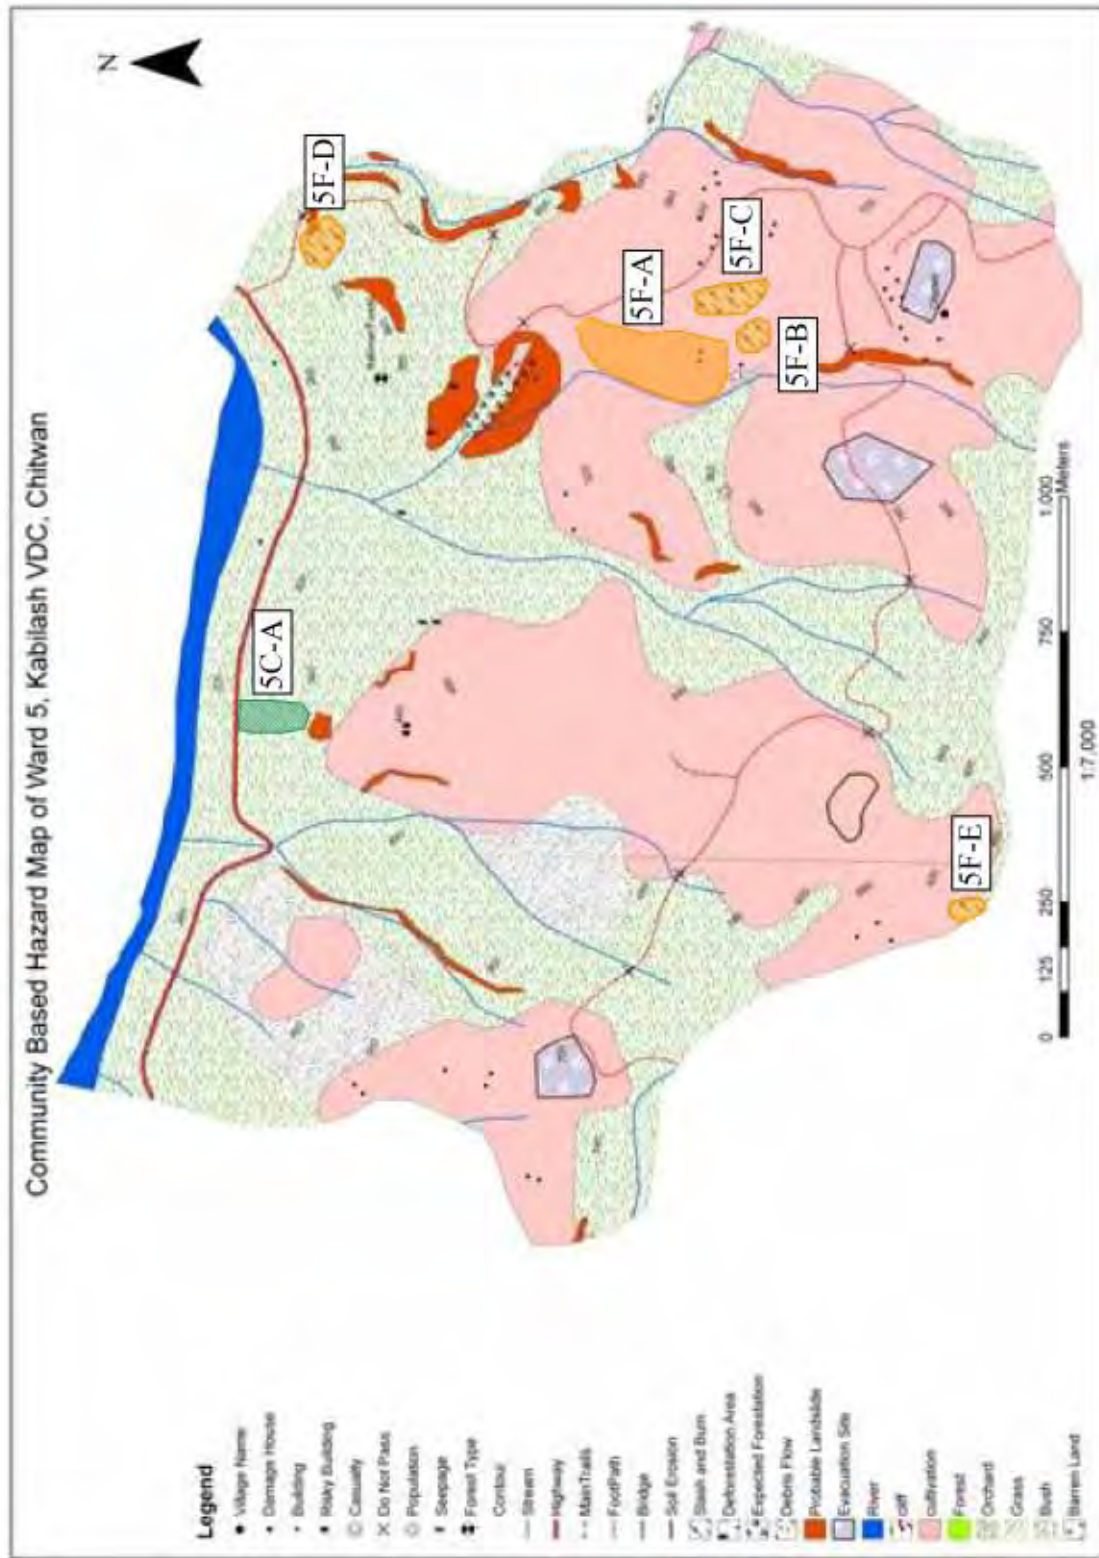 Community Based Hazard Map of Ward 5, Kabilash VDC, Chitwan
N
5F-D
5C-A
5F-A
5F-C
5F-B
5F-E
0 125 250 500 750 1,000
Meters
1:7,000
Legend
Village Name
Damage House
Building
Risky Building
Casualty
Do Not Pass
Population
Seepage
Forest Type
Contour
Stream
Highway
MainTrails
FootPath
Bridge
Soil Erosion
Slash and Burn
Deforestation Area
Expected Forestation
Debris Flow
Probable Landslide
Evacuation Site
River
cliff
cultivation
Forest
Orchard
Grass
Bush
Barren Land